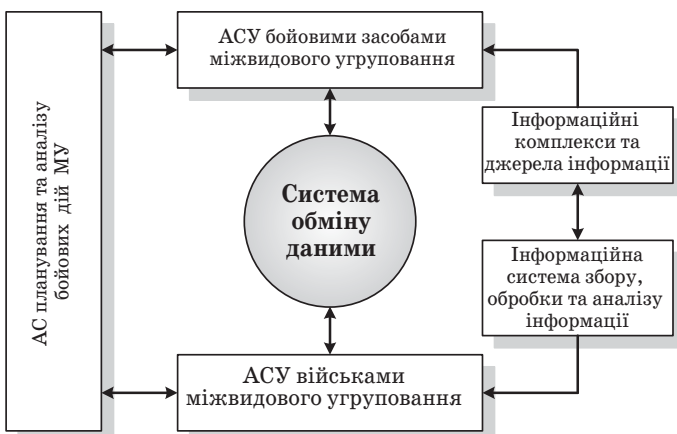 АС планування та аналізу
бойових дій МУ
АСУ бойовими засобами
міжвидового угруповання
Система
обміну
даними
Інформаційні
комплекси та
джерела інформації
Інформаційна
система збору,
обробки та аналізу
інформації
АСУ військами
міжвидового угруповання